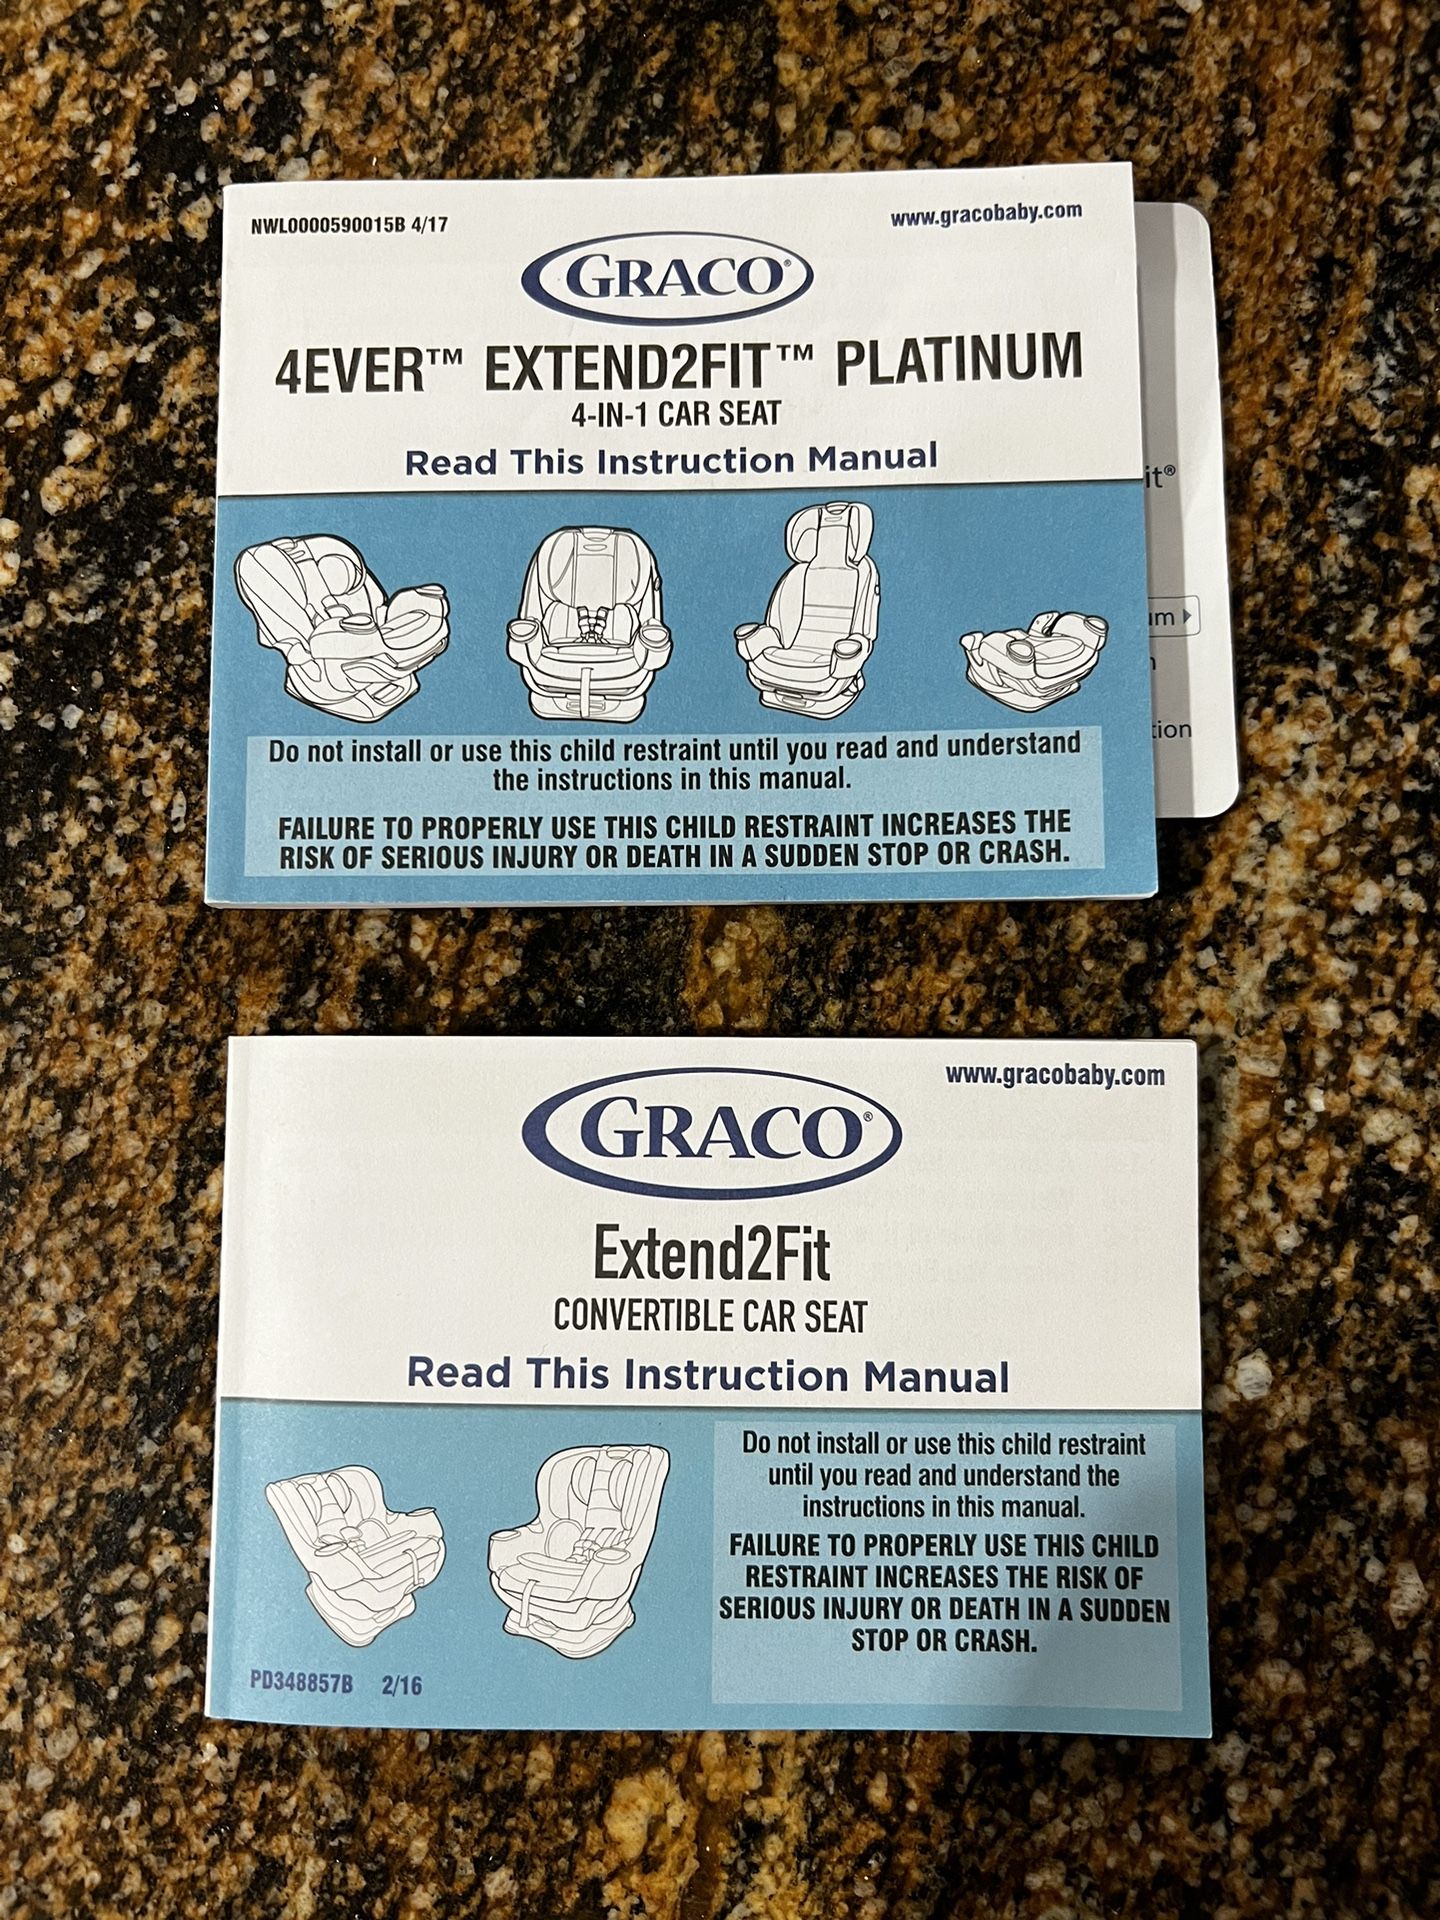 NWL0000590015B 4/17
www.gracobaby.com
GRACO®
4EVER™ EXTEND2FIT™ PLATINUM
4-IN-1 CAR SEAT
Read This Instruction Manual
it®
um
Do not install or use this child restraint until you read and understand
the instructions in this manual.
FAILURE TO PROPERLY USE THIS CHILD RESTRAINT INCREASES THE
RISK OF SERIOUS INJURY OR DEATH IN A SUDDEN STOP OR CRASH.
tion
www.gracobaby.com
GRACO®
Extend2Fit
CONVERTIBLE CAR SEAT
Read This Instruction Manual
Do not install or use this child restraint
until you read and understand the
instructions in this manual.
FAILURE TO PROPERLY USE THIS CHILD
RESTRAINT INCREASES THE RISK OF
SERIOUS INJURY OR DEATH IN A SUDDEN
STOP OR CRASH.
PD348857B 2/16